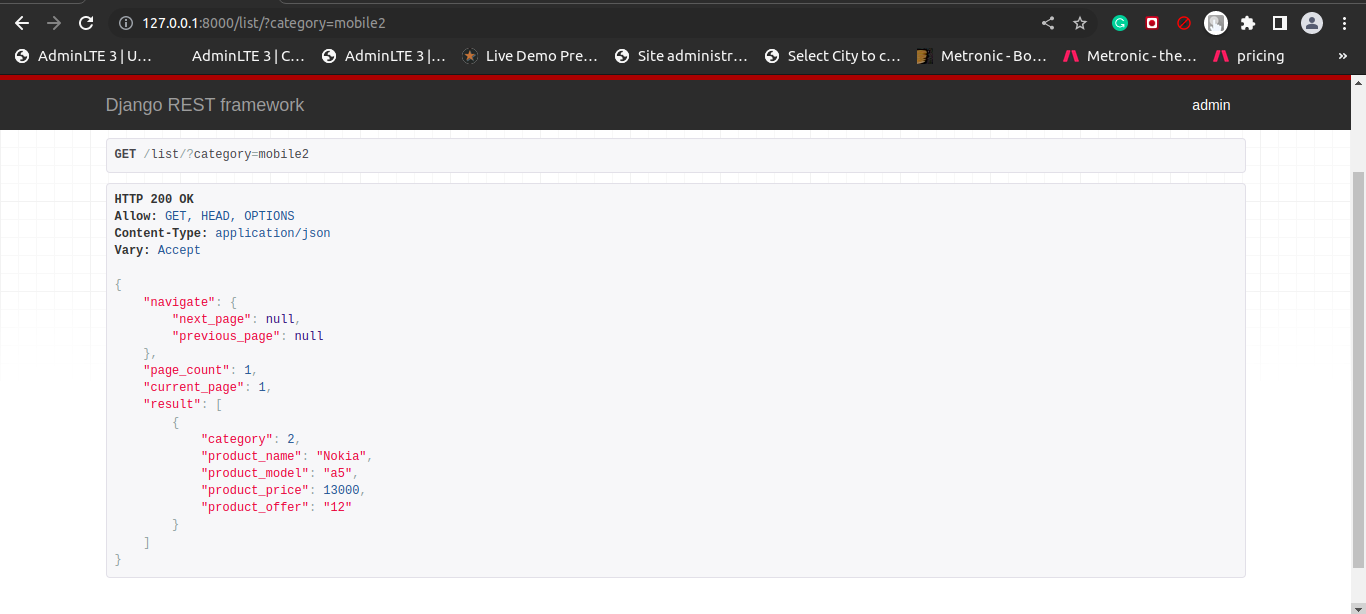 127.0.0.1:8000/list/?category=mobile2
AdminLTE 3 | U... AdminLTE 3 | C... AdminLTE 3 |... Live Demo Pre... Site administr... Select City to c... Metronic - Bo... Metronic - the... pricing »
Django REST framework admin
GET /list/?category=mobile2
HTTP 200 OK
Allow: GET, HEAD, OPTIONS
Content-Type: application/json
Vary: Accept
{
"navigate": {
"next_page": null,
"previous_page": null
},
"page_count": 1,
"current_page": 1,
"result": [
{
"category": 2,
"product_name": "Nokia",
"product_model": "a5",
"product_price": 13000,
"product_offer": "12"
}
]
}